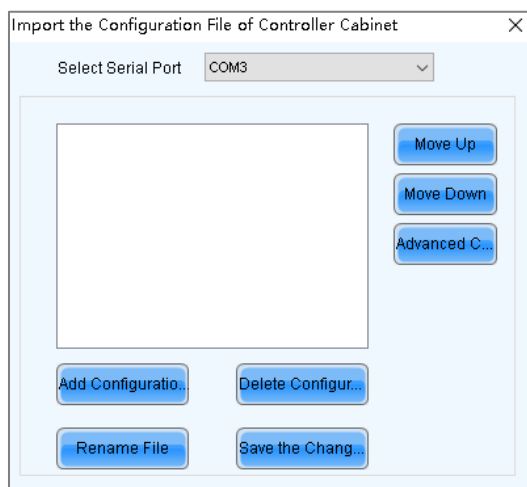 Import the Configuration File of Controller Cabinet
Select Serial Port COM3
Move Up
Move Down
Advanced C...
Add Configuratio...
Delete Configur...
Rename File
Save the Chang...